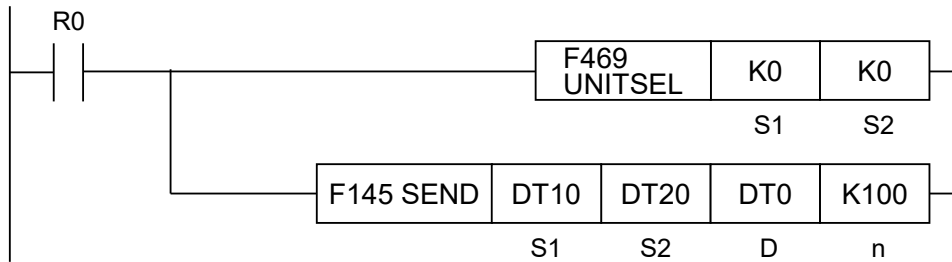 R0
F469
UNITSEL K0 K0
S1 S2
F145 SEND DT10 DT20 DT0 K100
S1 S2 D n